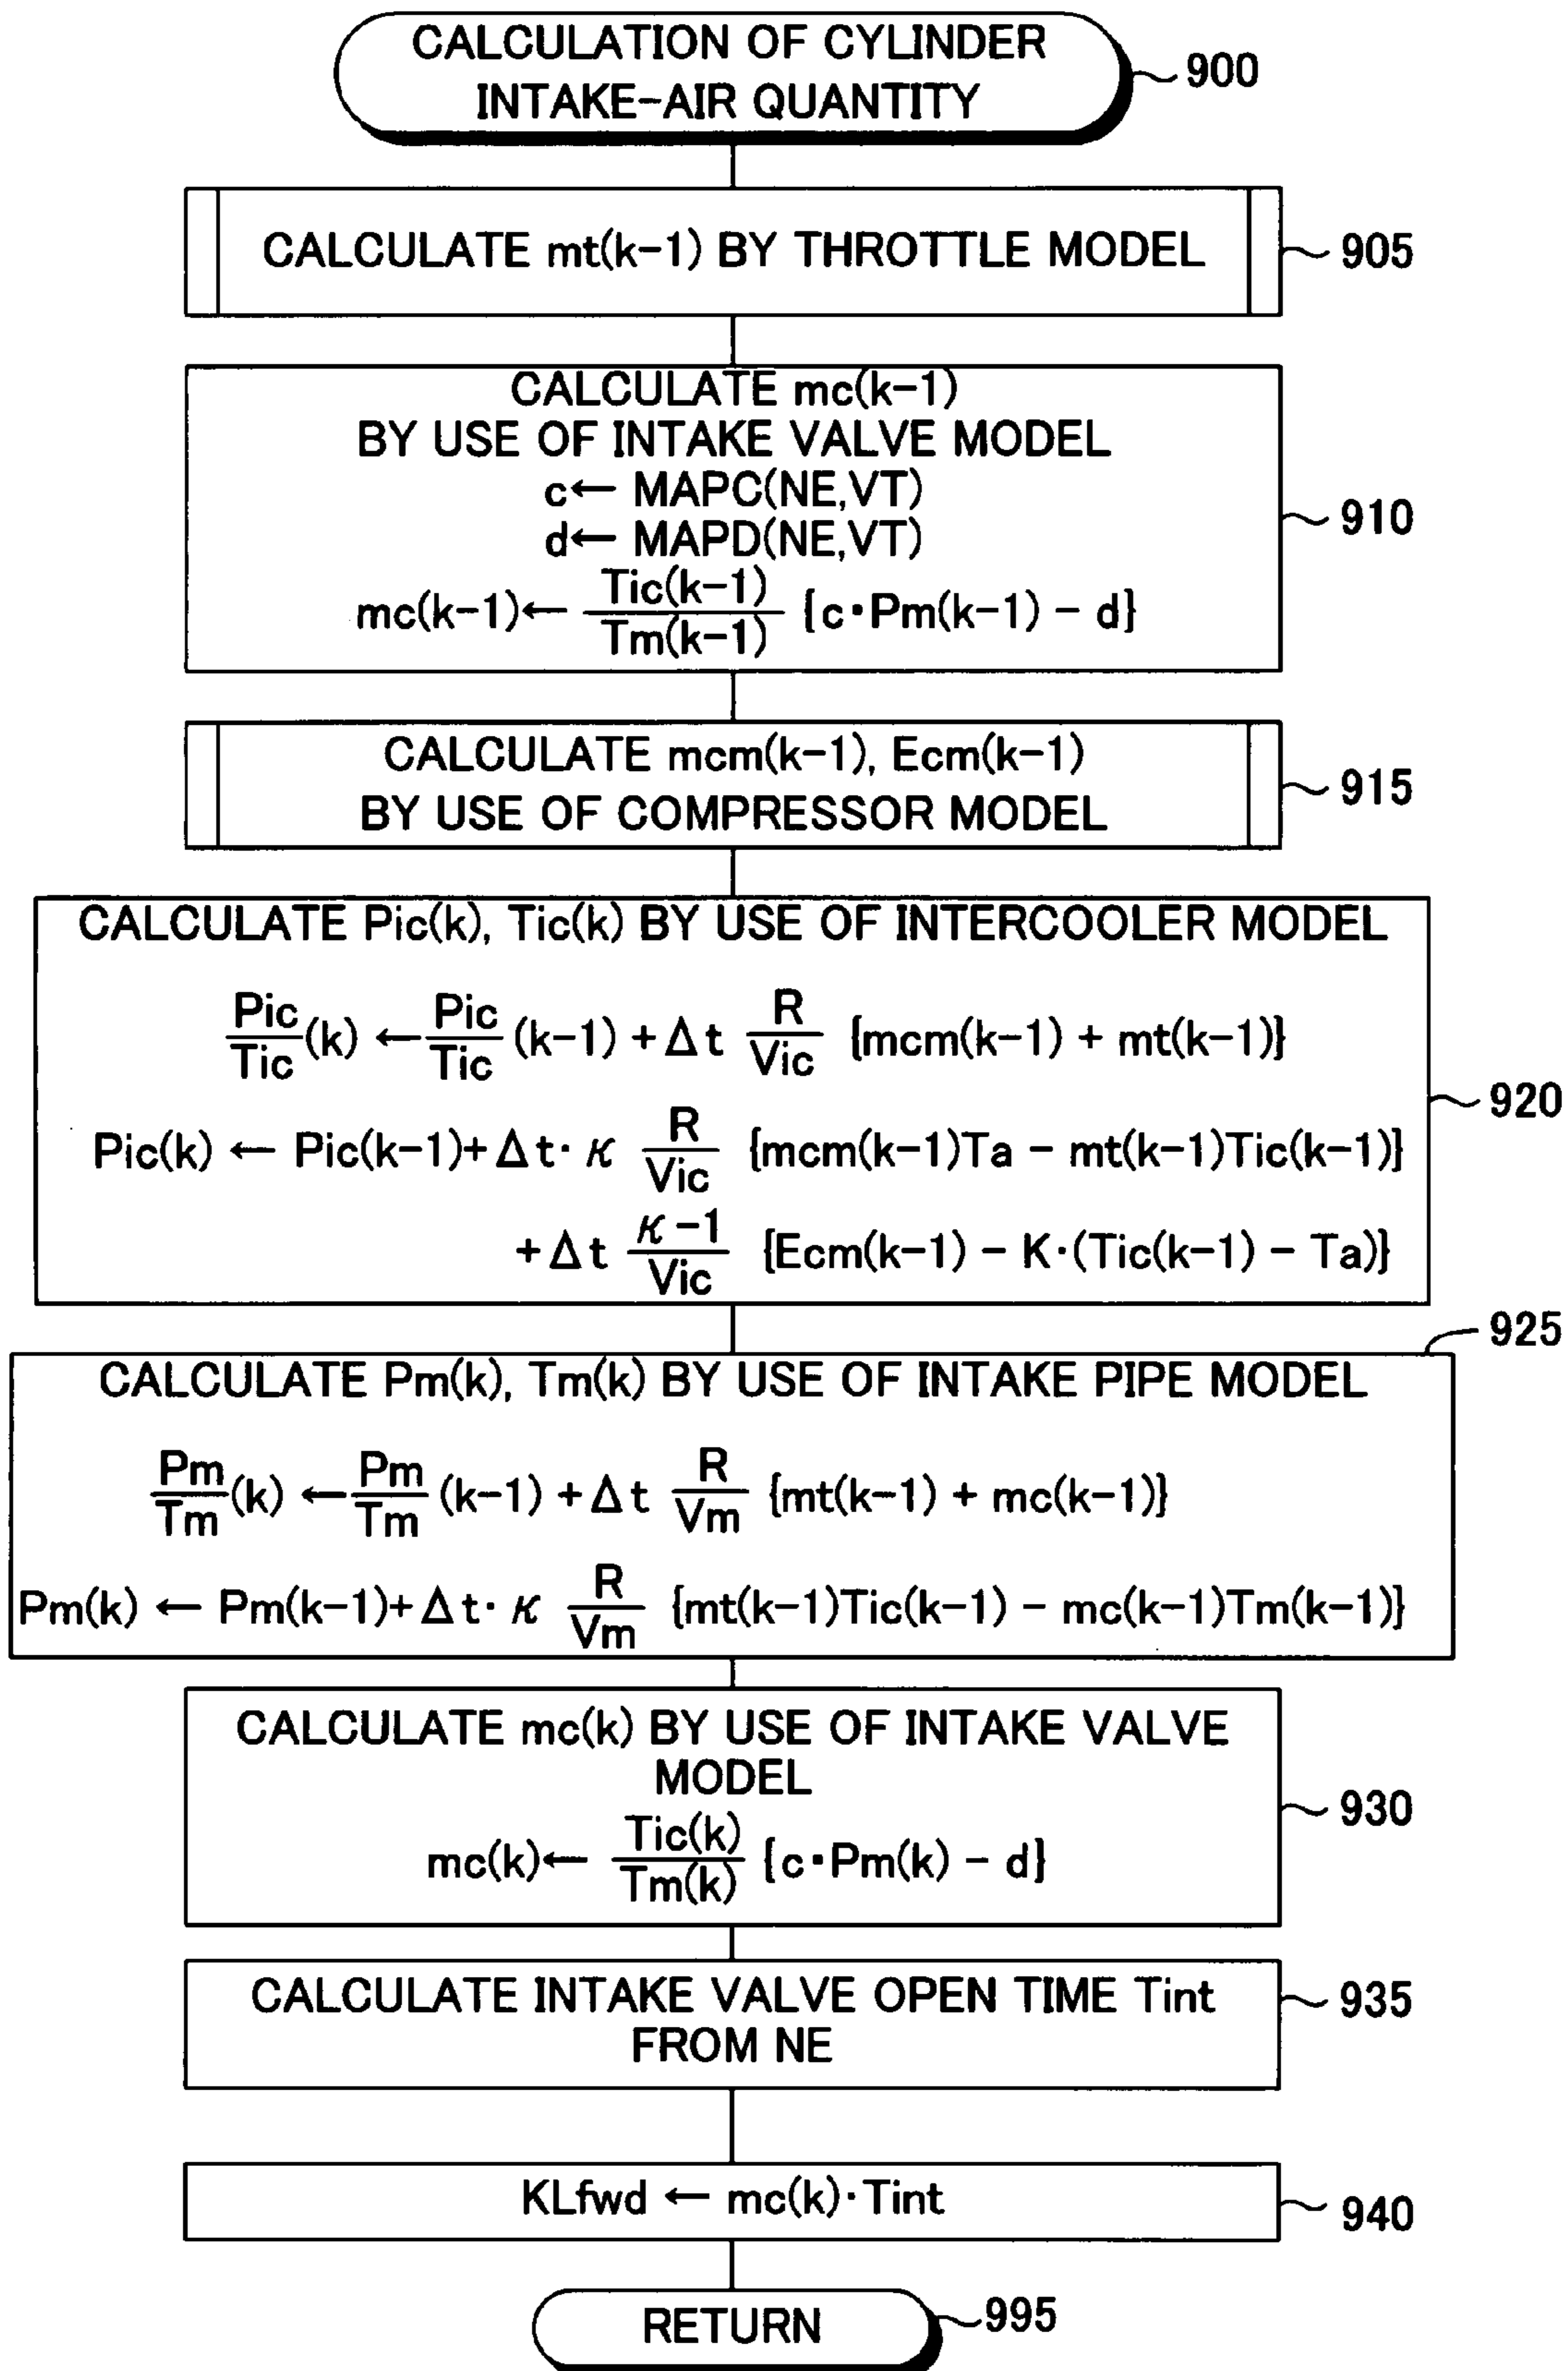 CALCULATION OF CYLINDER
INTAKE-AIR QUANTITY
900
CALCULATE mt(k-1) BY THROTTLE MODEL
905
CALCULATE mc(k-1)
BY USE OF INTAKE VALVE MODEL
c← MAPC(NE,VT)
d← MAPD(NE,VT)
mc(k-1)← Tic(k-1)/Tm(k-1) {c·Pm(k-1) - d}
910
CALCULATE mcm(k-1), Ecm(k-1)
BY USE OF COMPRESSOR MODEL
915
CALCULATE Pic(k), Tic(k) BY USE OF INTERCOOLER MODEL
Pic/Tic (k) ← Pic/Tic (k-1) + Δt R/Vic {mcm(k-1) + mt(k-1)}
Pic(k) ← Pic(k-1)+Δt·κ R/Vic {mcm(k-1)Ta - mt(k-1)Tic(k-1)}
+Δt κ-1/Vic {Ecm(k-1) - K·(Tic(k-1) - Ta)}
920
925
CALCULATE Pm(k), Tm(k) BY USE OF INTAKE PIPE MODEL
Pm/Tm (k) ← Pm/Tm (k-1) + Δt R/Vm {mt(k-1) + mc(k-1)}
Pm(k) ← Pm(k-1)+Δt·κ R/Vm {mt(k-1)Tic(k-1) - mc(k-1)Tm(k-1)}
CALCULATE mc(k) BY USE OF INTAKE VALVE
MODEL
mc(k)← Tic(k)/Tm(k) {c·Pm(k) - d}
930
CALCULATE INTAKE VALVE OPEN TIME Tint
FROM NE
935
KLfwd ← mc(k)·Tint
940
RETURN
995